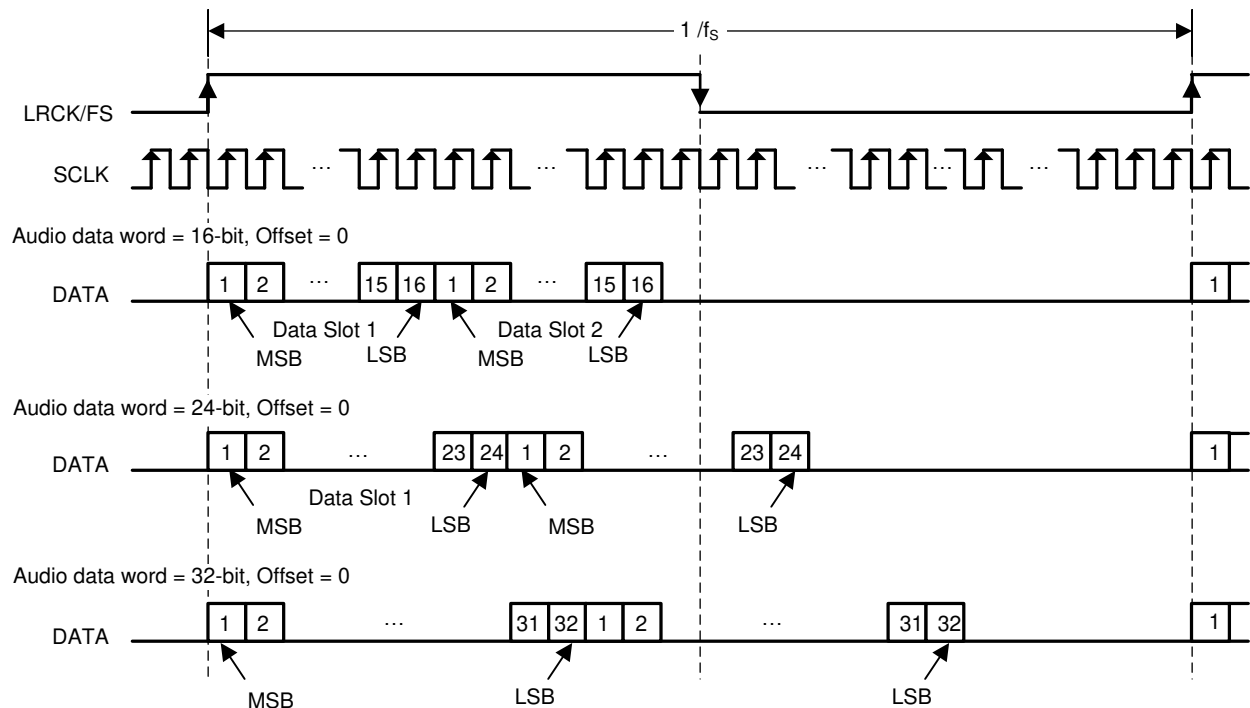 1 /fS
LRCK/FS
SCLK ... ... ... ... ...
Audio data word = 16-bit, Offset = 0
DATA 1 2 ... 15 16 1 2 ... 15 16 1
Data Slot 1 Data Slot 2
MSB LSB MSB LSB
Audio data word = 24-bit, Offset = 0
DATA 1 2 ... 23 24 1 2 ... 23 24 1
Data Slot 1
MSB LSB MSB LSB
Audio data word = 32-bit, Offset = 0
DATA 1 2 ... 31 32 1 2 ... 31 32 1
MSB LSB LSB